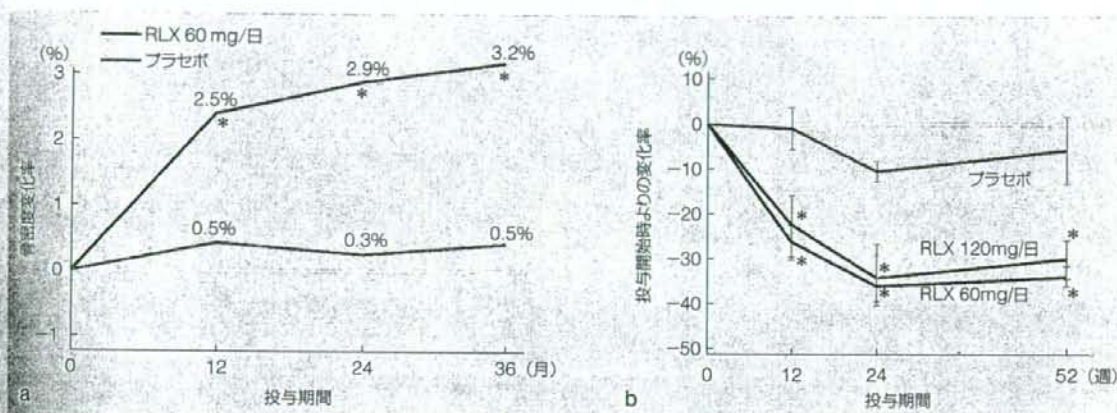 RLX 60 mg/日
プラセボ
(%)
3
2
1
0
−1
2.5%
2.9%
3.2%
*
*
*
0.5%
0.3%
0.5%
骨密度変化率
0
12
24
36 (月)
投与期間
a
(%)
10
0
−10
−20
−30
−40
−50
投与開始時よりの変化率
プラセボ
*
*
RLX 120mg/日
*
*
RLX 60mg/日
*
*
0
12
24
52 (週)
投与期間
b